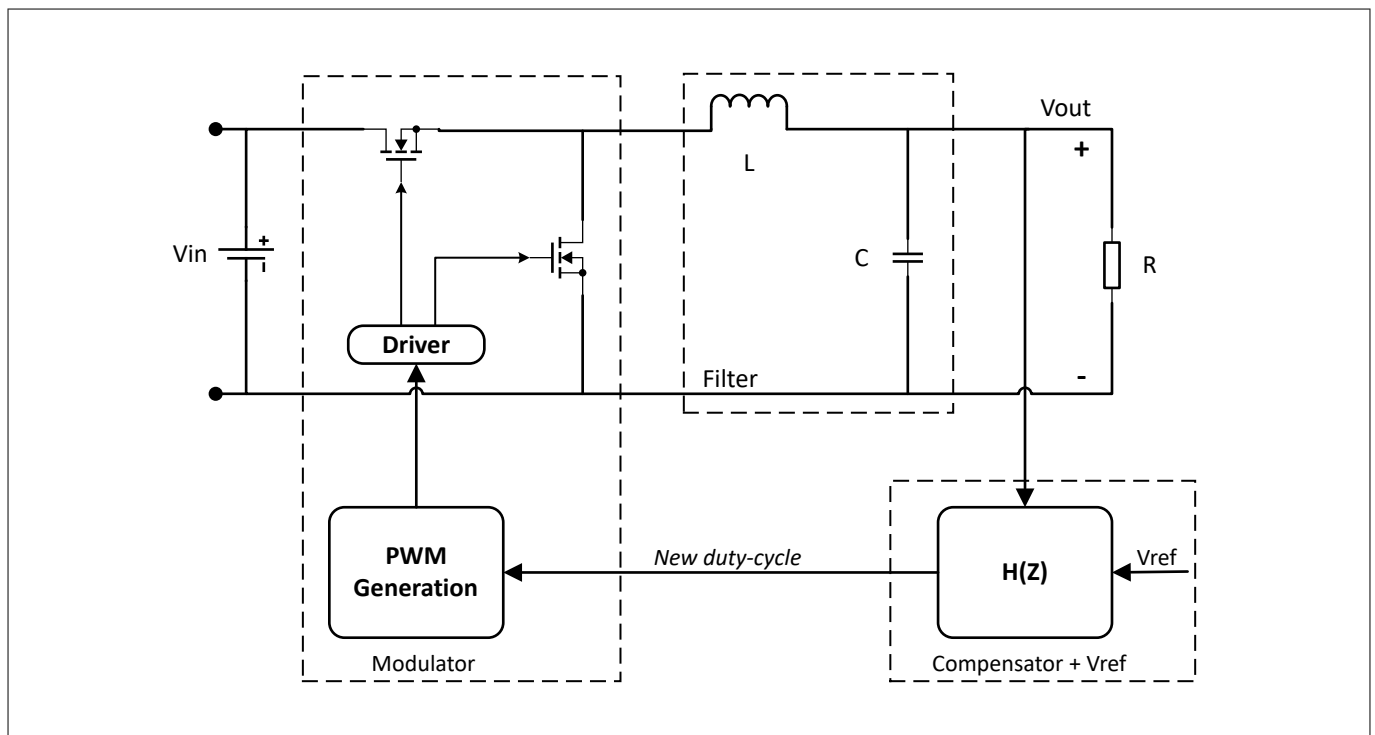 Vout
+
L
Vin
+
C
R
Driver
Filter
-
PWM
Generation
New duty-cycle
H(Z)
Vref
Modulator
Compensator + Vref